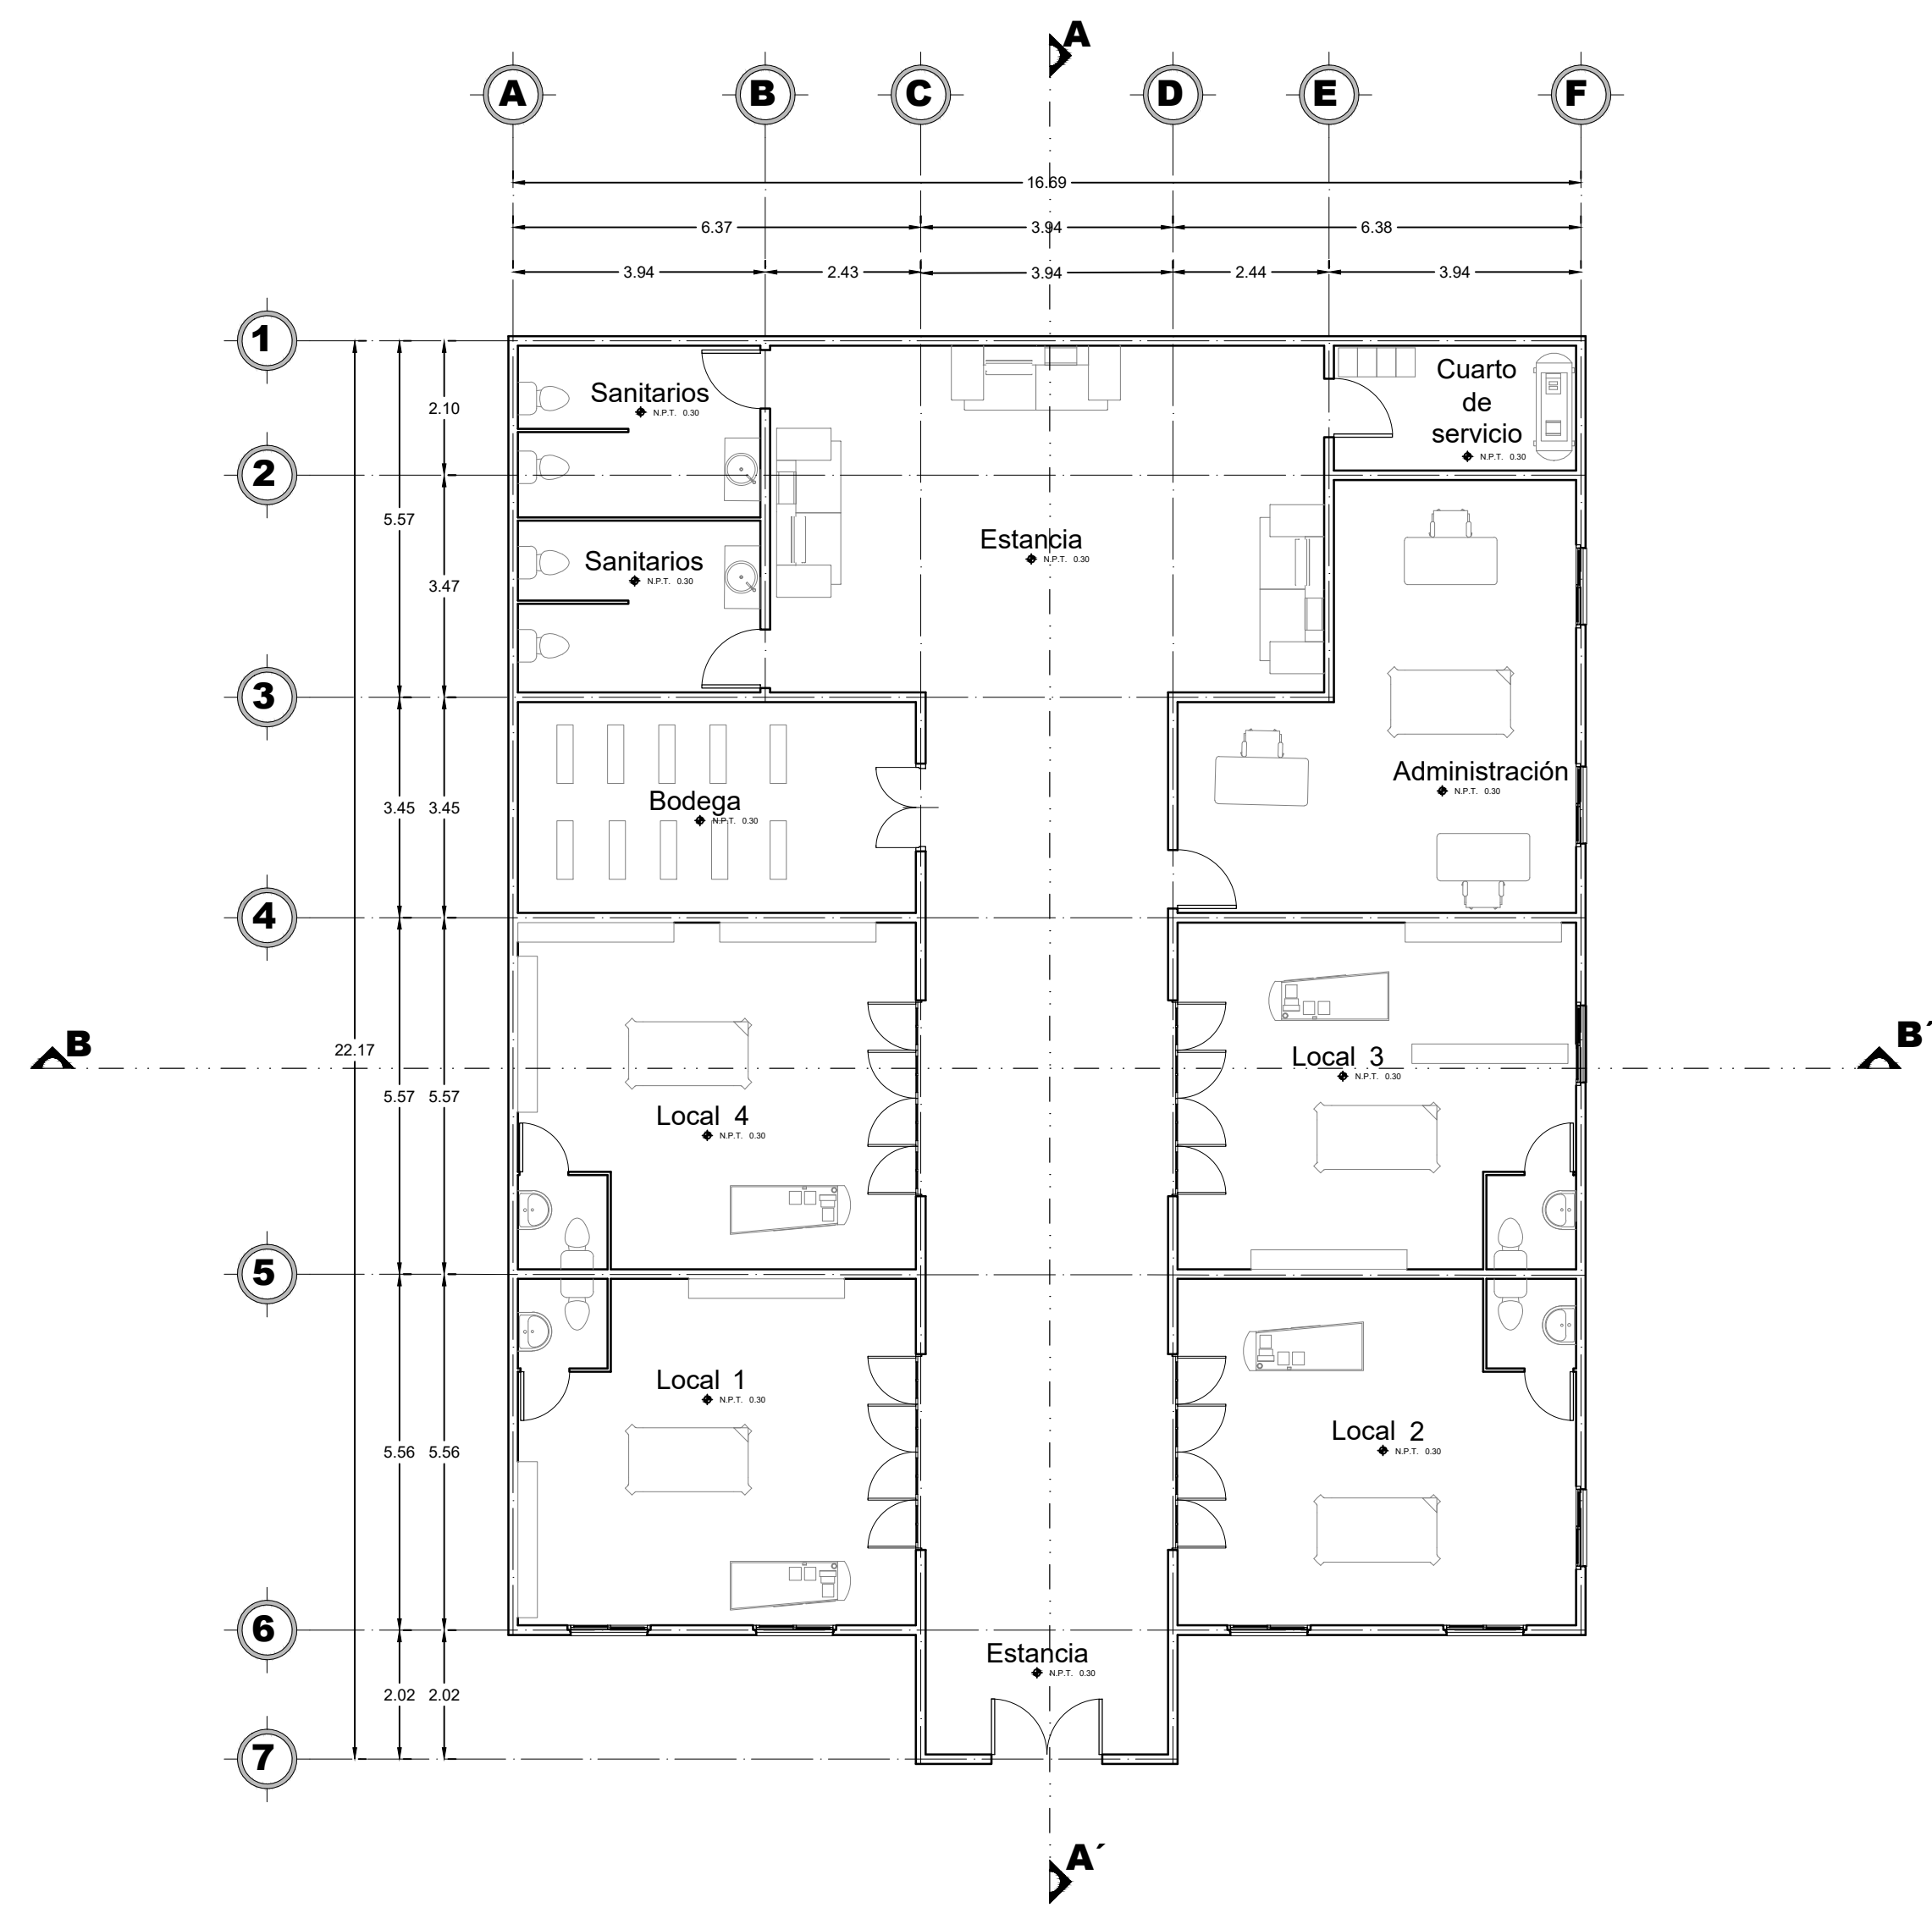 A
A B C D E F
16.69
6.37 3.94 6.38
3.94 2.43 3.94 2.44 3.94
1
2.10
Sanitarios
N.P.T. 0.30
Cuarto
de
servicio
N.P.T. 0.30
2
5.57
3.47
Estancia
N.P.T. 0.30
Sanitarios
N.P.T. 0.30
3
Administración
N.P.T. 0.30
3.45 3.45
Bodega
N.P.T. 0.30
4
B
B´
22.17
Local 3
N.P.T. 0.30
5.57 5.57
Local 4
N.P.T. 0.30
5
Local 1
N.P.T. 0.30
Local 2
N.P.T. 0.30
5.56 5.56
6
Estancia
N.P.T. 0.30
2.02 2.02
7
A´